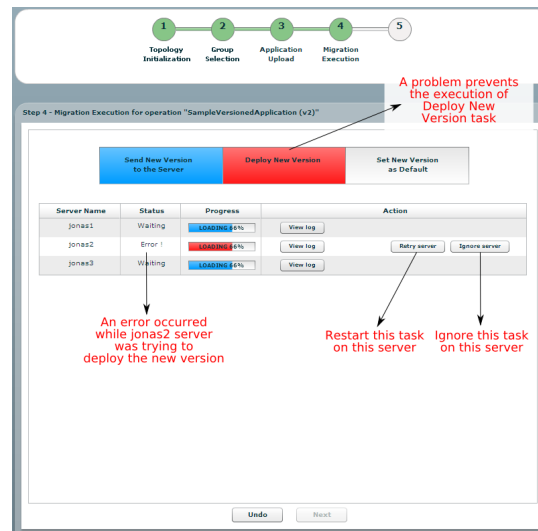 1 2 3 4 5
Topology Initialization
Group Selection
Application Upload
Migration Execution
A problem prevents
the execution of
Deploy New
Version task
Step 4 - Migration Execution for operation "SampleVersionedApplication (v2)"
Send New Version
to the Server
Deploy New Version
Set New Version
as Default
Server Name Status Progress Action
jonas1 Waiting LOADING 66% View log
jonas2 Error ! LOADING 66% View log Retry server Ignore server
jonas3 Waiting LOADING 66% View log
An error occurred
while jonas2 server
was trying to
deploy the new version
Restart this task
on this server
Ignore this task
on this server
Undo Next